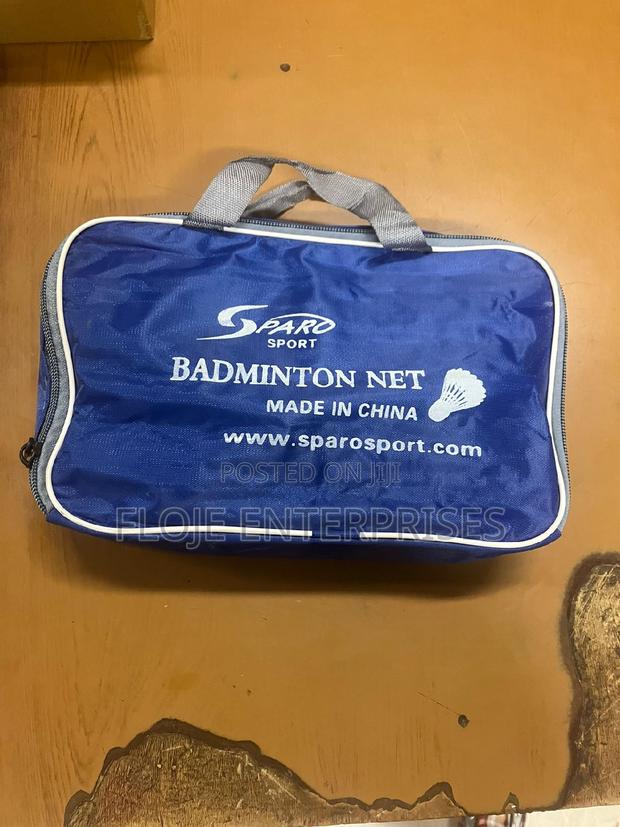 SPARO
SPORT
BADMINTON NET
MADE IN CHINA
www.sparosport.com
POSTED ON JIJI
FLOJE ENTERPRISES